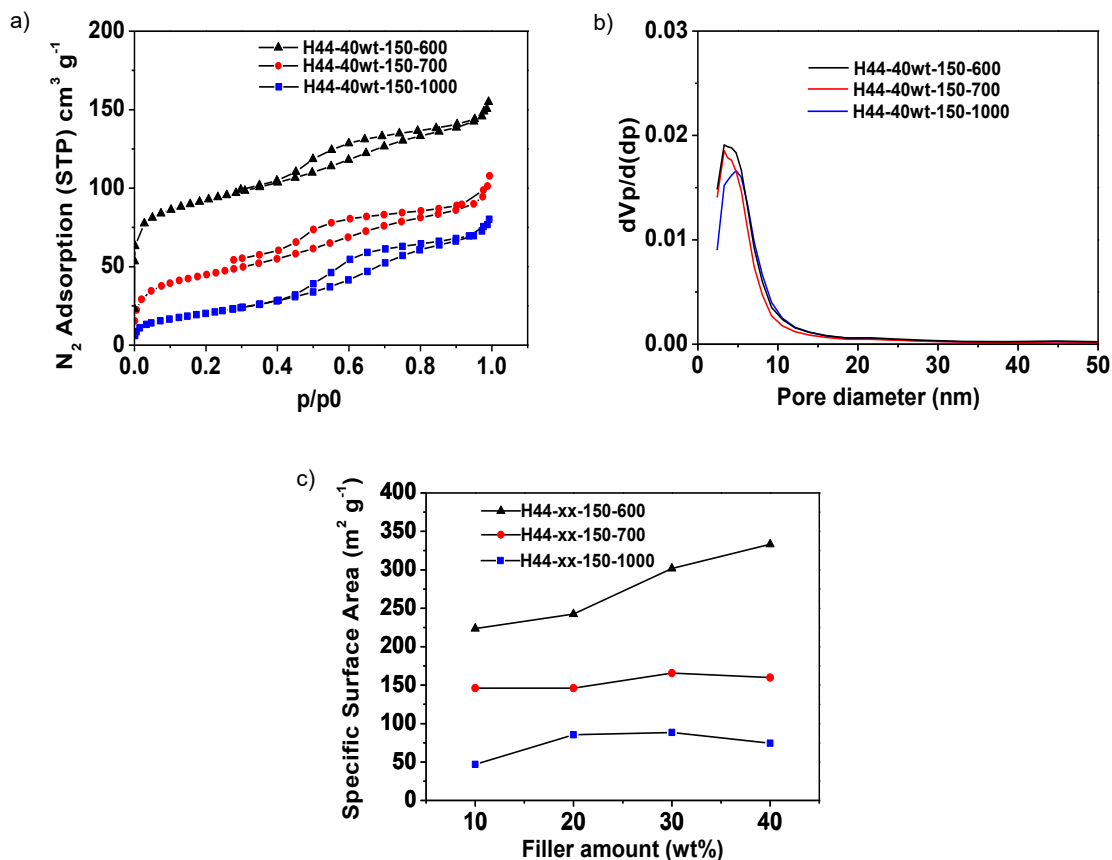 a)
N₂ Adsorption (STP) cm³ g⁻¹
200
150
100
50
0
H44-40wt-150-600
H44-40wt-150-700
H44-40wt-150-1000
0.0 0.2 0.4 0.6 0.8 1.0
p/p0
b)
dVp/d(dp)
0.03
0.02
0.01
0.00
H44-40wt-150-600
H44-40wt-150-700
H44-40wt-150-1000
0 10 20 30 40 50
Pore diameter (nm)
c)
Specific Surface Area (m² g⁻¹)
400
350
300
250
200
150
100
50
0
H44-xx-150-600
H44-xx-150-700
H44-xx-150-1000
10 20 30 40
Filler amount (wt%)